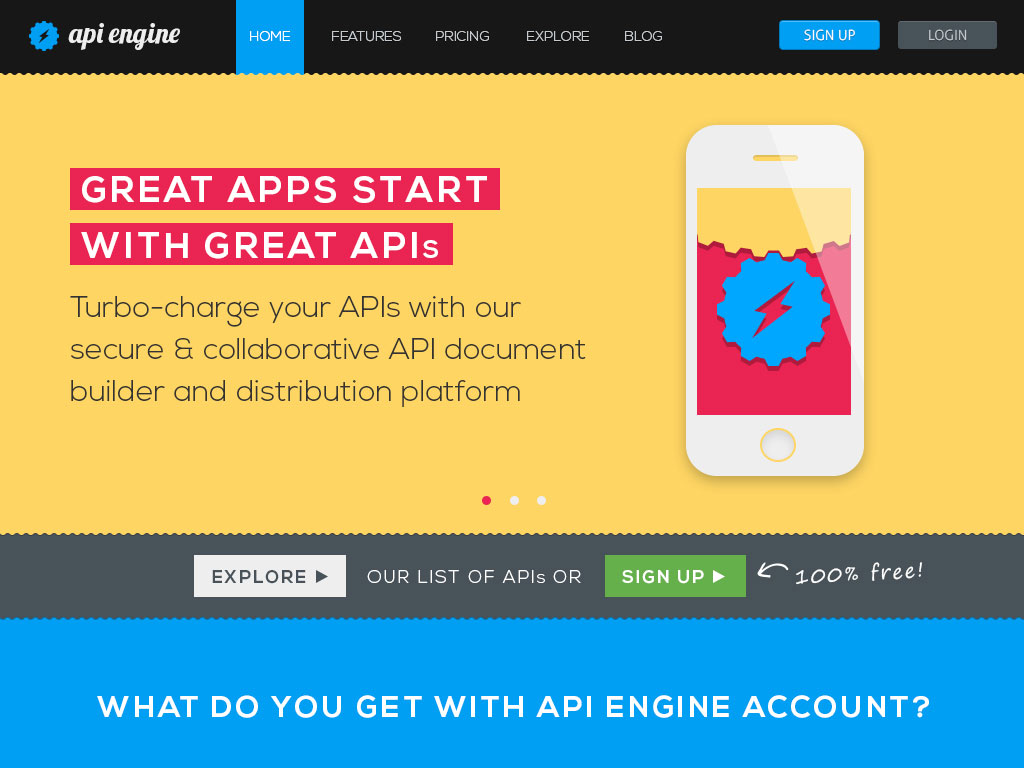 api engine
HOME FEATURES PRICING EXPLORE BLOG SIGN UP LOGIN
GREAT APPS START
WITH GREAT APIs
Turbo-charge your APIs with our
secure & collaborative API document
builder and distribution platform
EXPLORE OUR LIST OF APIs OR SIGN UP 100% free!
WHAT DO YOU GET WITH API ENGINE ACCOUNT?